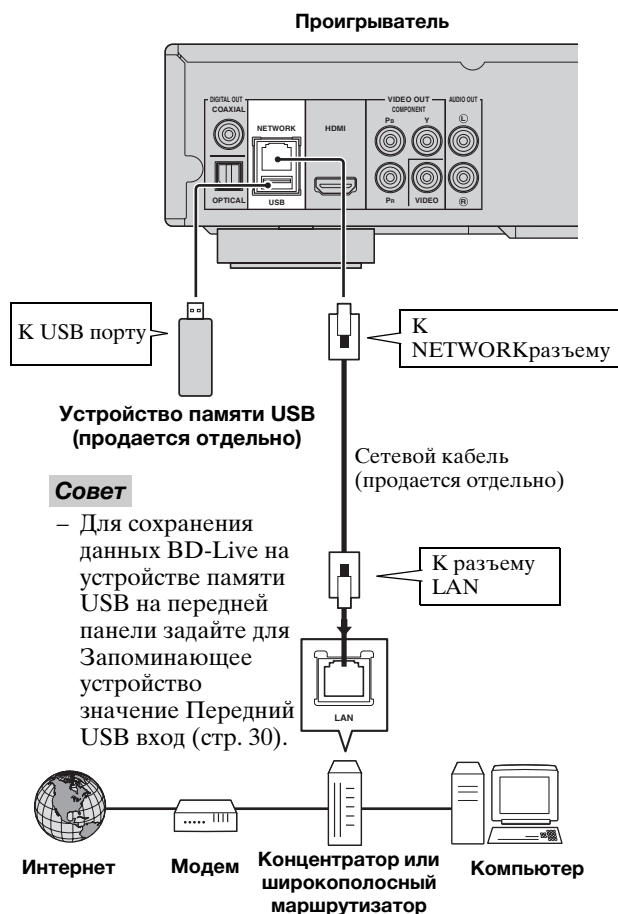 Проигрыватель
DIGITAL OUT
COAXIAL
OPTICAL
NETWORK
USB
HDMI
VIDEO OUT
COMPONENT
PB
Y
PR
VIDEO
AUDIO OUT
L
R
К USB порту
К
NETWORKразъему
Устройство памяти USB
(продается отдельно)
Сетевой кабель
(продается отдельно)
Совет
– Для сохранения
данных BD-Live на
устройстве памяти
USB на передней
панели задайте для
Запоминающее
устройство
значение Передний
USB вход (стр. 30).
К разъему
LAN
LAN
Интернет
Модем
Концентратор или
широкополосный
маршрутизатор
Компьютер